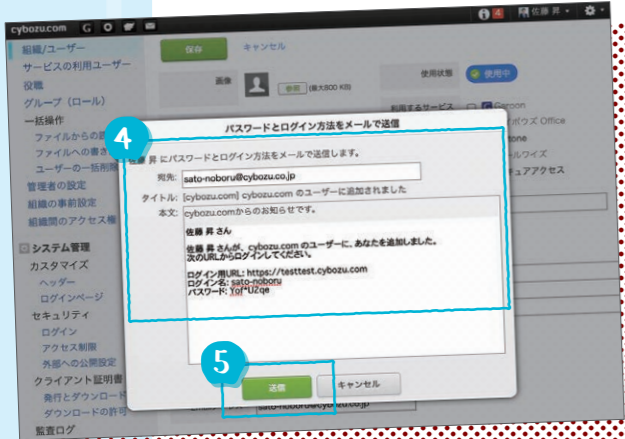 cybozu.com
4
佐藤 昇
組織/ユーザー
サービスの利用ユーザー
役職
グループ（ロール）
一括操作
ファイルからの
ファイルへの書き
ユーザーの一括削除
管理者の設定
組織の事前設定
組織間のアクセス権
システム管理
カスタマイズ
ヘッダー
ログインページ
セキュリティ
ログイン
アクセス制限
外部への公開設定
クライアント証明書
発行とダウンロード
ダウンロードの許可
監査ログ
保存
キャンセル
画像
参照
(最大800 KB)
使用状態
使用中
利用するサービス
Garoon
イボウズ Office
tone
ールワイズ
キュアアクセス
4
パスワードとログイン方法をメールで送信
佐藤 昇 にパスワードとログイン方法をメールで送信します。
宛先: sato-noboru@cybozu.co.jp
タイトル: [cybozu.com] cybozu.com のユーザーに追加されました
本文: cybozu.comからのお知らせです。
佐藤 昇 さん
佐藤 昇 さんが、cybozu.com のユーザーに、あなたを追加しました。
次のURLからログインしてください。
ログイン用URL: https://testtest.cybozu.com
ログイン名: sato-noboru
パスワード: Yof*UZqe
5
送信
キャンセル
sato-noboru@cybozu.co.jp